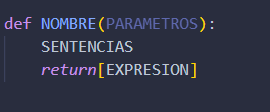 def NOMBRE(PARAMETROS):
    SENTENCIAS
    return[EXPRESION]